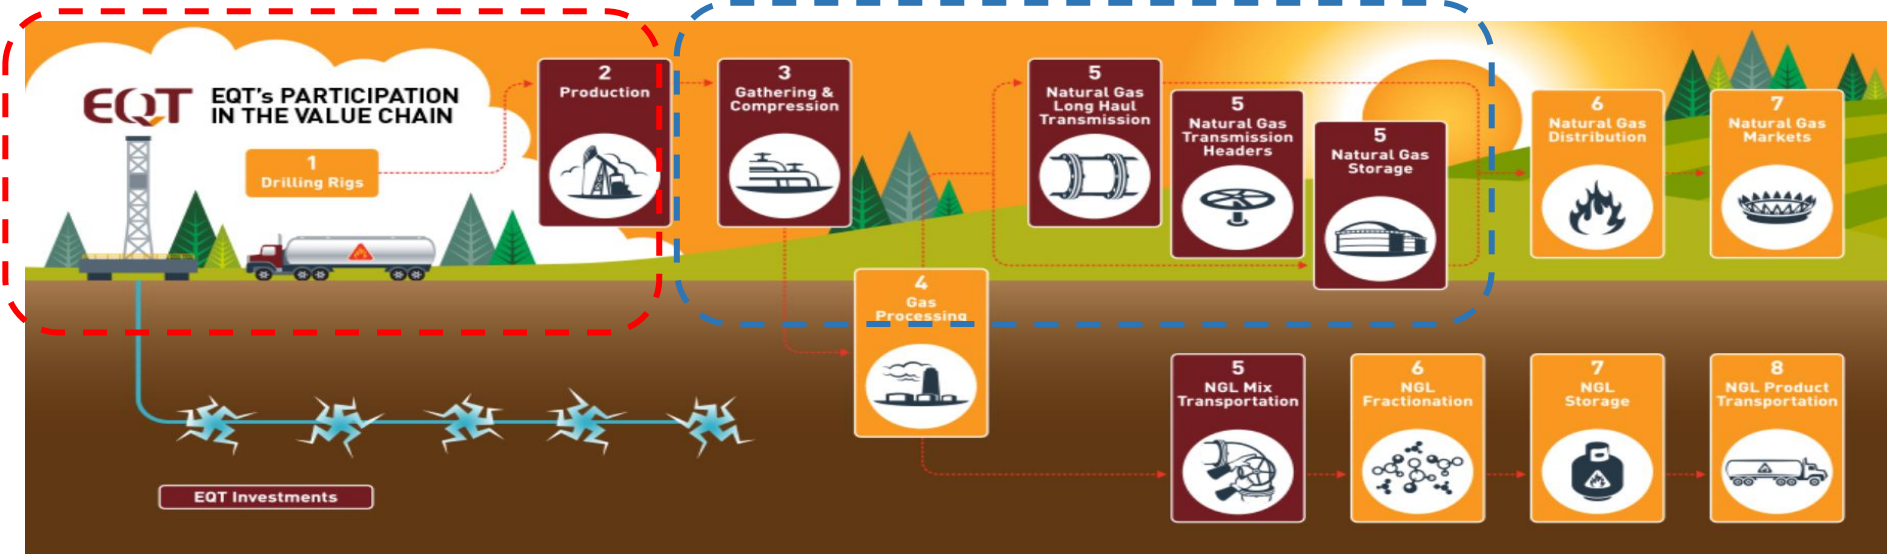 EQT
EQT's PARTICIPATION
IN THE VALUE CHAIN
1
Drilling Rigs
2
Production
3
Gathering &
Compression
4
Gas
Processing
5
Natural Gas
Long Haul
Transmission
5
Natural Gas
Transmission
Headers
5
Natural Gas
Storage
6
Natural Gas
Distribution
7
Natural Gas
Markets
5
NGL Mix
Transportation
6
NGL
Fractionation
7
NGL
Storage
8
NGL Product
Transportation
EQT Investments